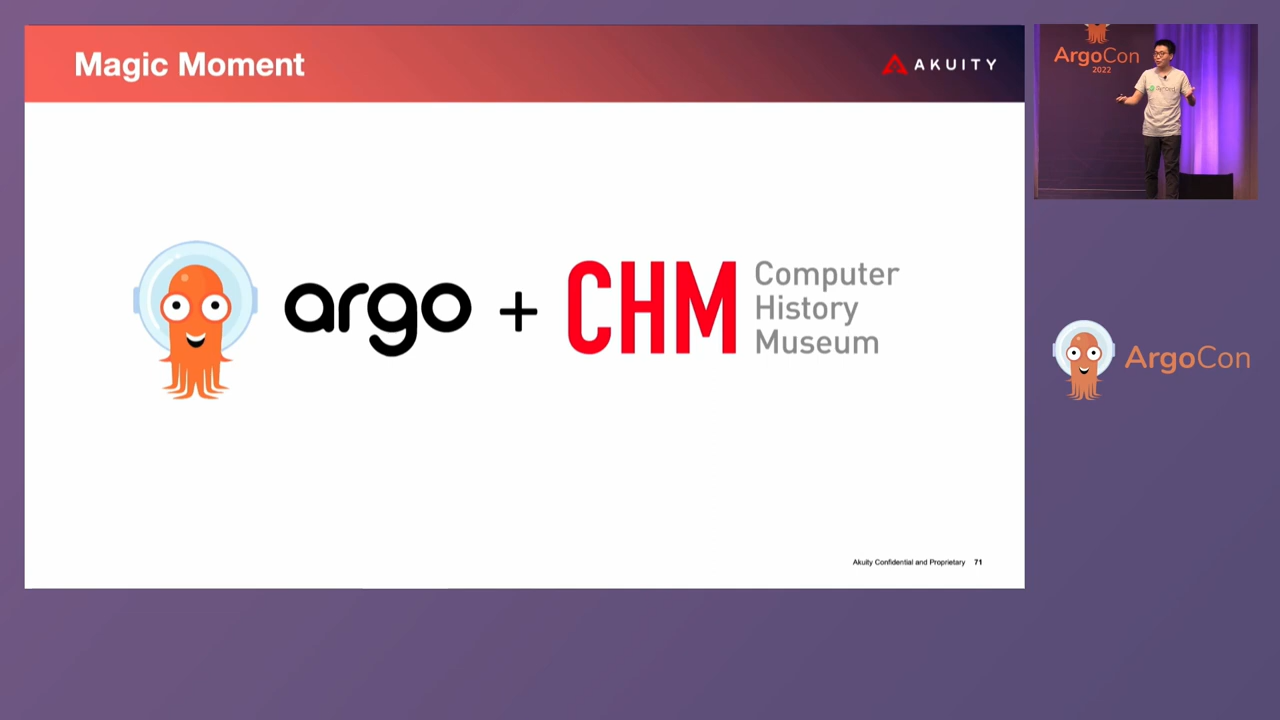 Magic Moment
AKUITY
argo + CHM
Computer
History
Museum
Akuity Confidential and Proprietary 71
ArgoCon
2022
ArgoCon